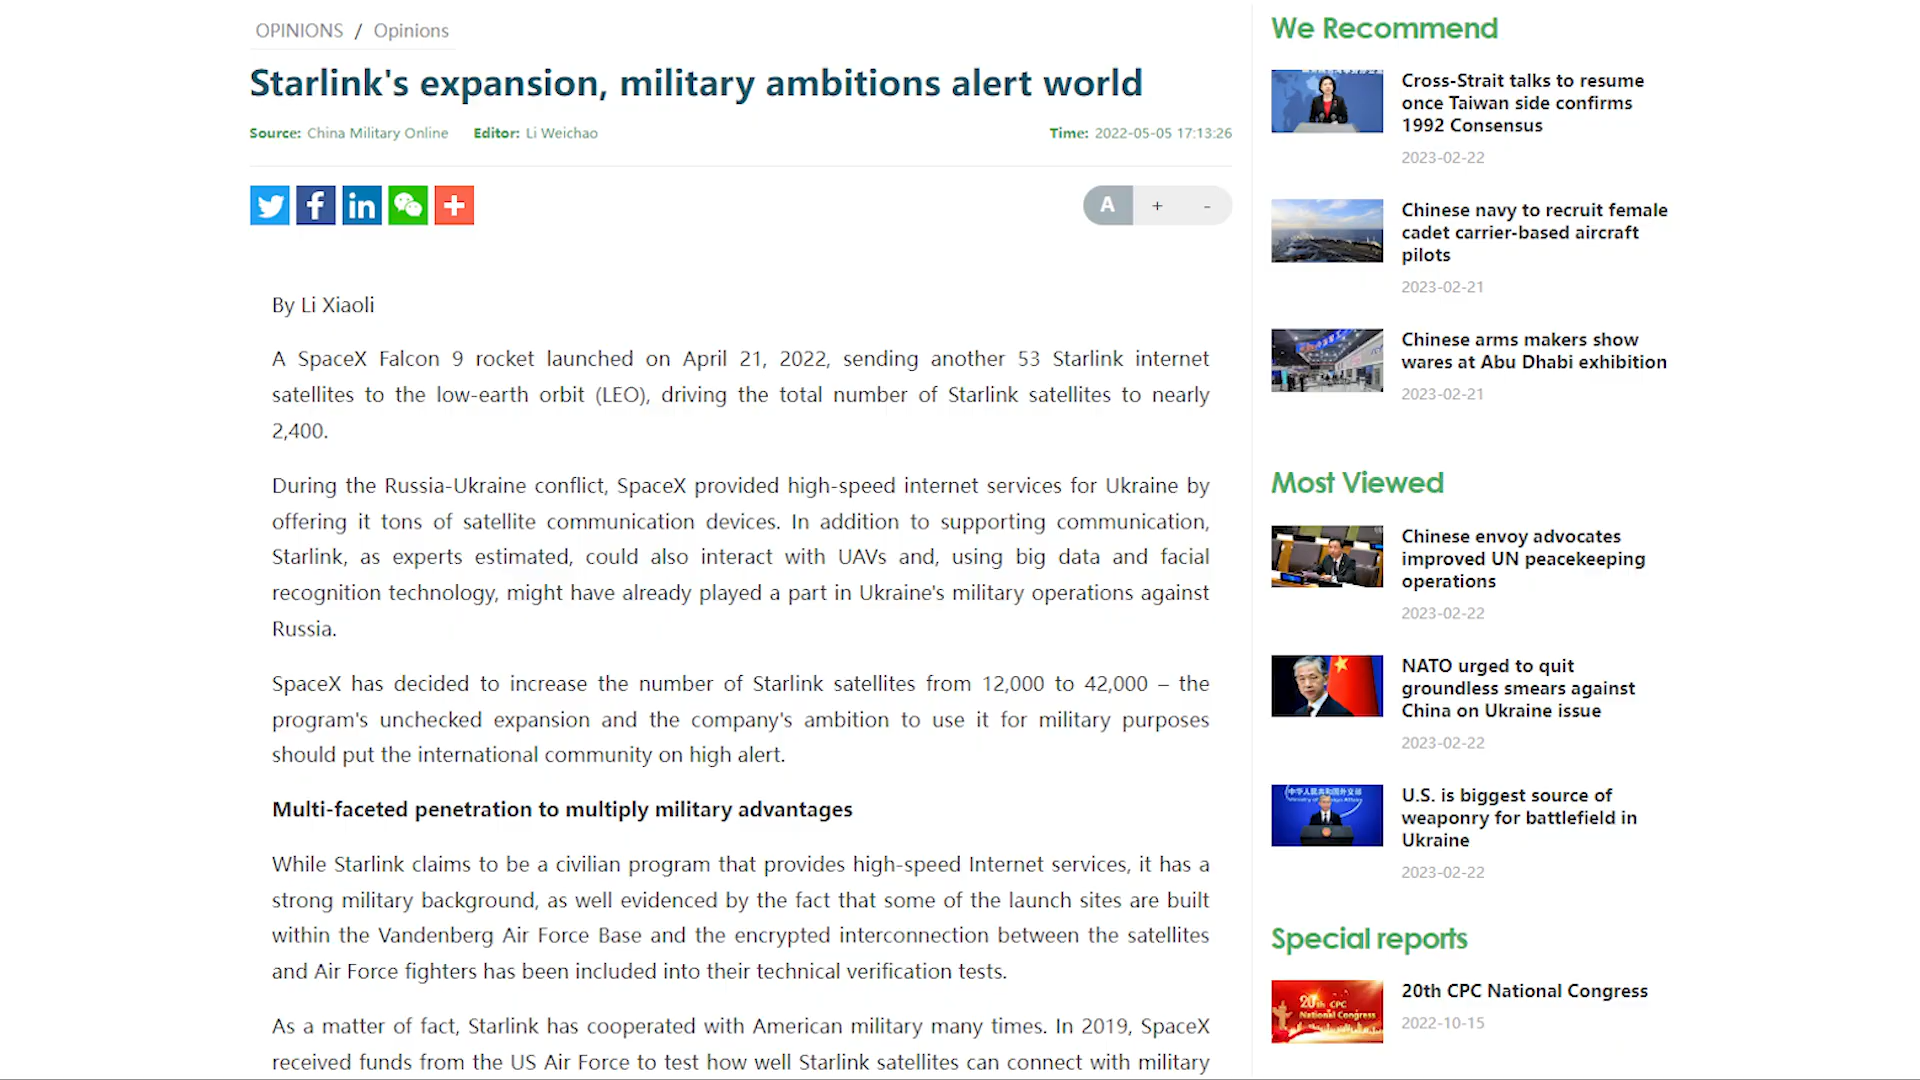 OPINIONS / Opinions
Starlink's expansion, military ambitions alert world
Source: China Military Online Editor: Li Weichao Time: 2022-05-05 17:13:26
A + -
By Li Xiaoli
A SpaceX Falcon 9 rocket launched on April 21, 2022, sending another 53 Starlink internet
satellites to the low-earth orbit (LEO), driving the total number of Starlink satellites to nearly
2,400.
During the Russia-Ukraine conflict, SpaceX provided high-speed internet services for Ukraine by
offering it tons of satellite communication devices. In addition to supporting communication,
Starlink, as experts estimated, could also interact with UAVs and, using big data and facial
recognition technology, might have already played a part in Ukraine's military operations against
Russia.
SpaceX has decided to increase the number of Starlink satellites from 12,000 to 42,000 – the
program's unchecked expansion and the company's ambition to use it for military purposes
should put the international community on high alert.
Multi-faceted penetration to multiply military advantages
While Starlink claims to be a civilian program that provides high-speed Internet services, it has a
strong military background, as well evidenced by the fact that some of the launch sites are built
within the Vandenberg Air Force Base and the encrypted interconnection between the satellites
and Air Force fighters has been included into their technical verification tests.
As a matter of fact, Starlink has cooperated with American military many times. In 2019, SpaceX
received funds from the US Air Force to test how well Starlink satellites can connect with military
We Recommend
Cross-Strait talks to resume
once Taiwan side confirms
1992 Consensus
2023-02-22
Chinese navy to recruit female
cadet carrier-based aircraft
pilots
2023-02-21
Chinese arms makers show
wares at Abu Dhabi exhibition
2023-02-21
Most Viewed
Chinese envoy advocates
improved UN peacekeeping
operations
2023-02-22
NATO urged to quit
groundless smears against
China on Ukraine issue
2023-02-22
中华人民共和国外交部
U.S. is biggest source of
weaponry for battlefield in
Ukraine
2023-02-22
Special reports
20th CPC
National Congress
20th CPC National Congress
2022-10-15